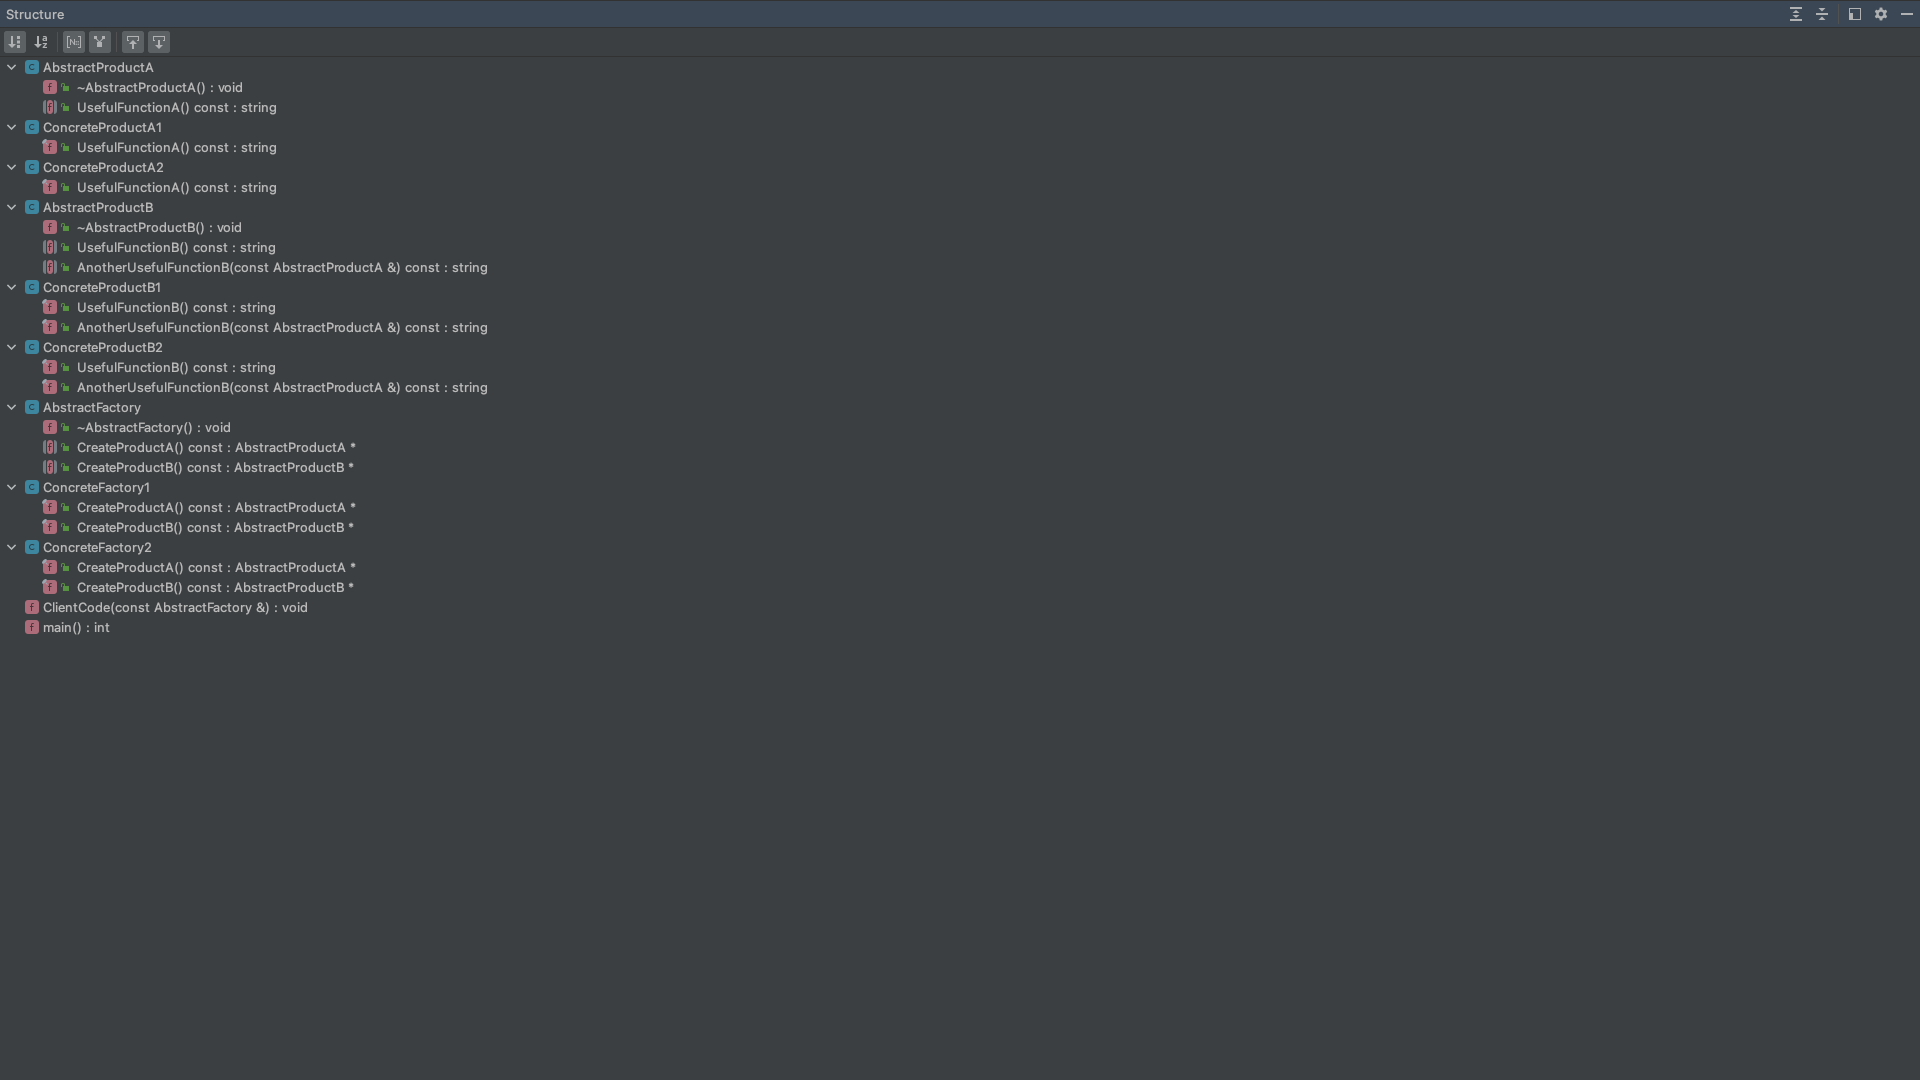 Structure
AbstractProductA
~AbstractProductA() : void
UsefulFunctionA() const : string
ConcreteProductA1
UsefulFunctionA() const : string
ConcreteProductA2
UsefulFunctionA() const : string
AbstractProductB
~AbstractProductB() : void
UsefulFunctionB() const : string
AnotherUsefulFunctionB(const AbstractProductA &) const : string
ConcreteProductB1
UsefulFunctionB() const : string
AnotherUsefulFunctionB(const AbstractProductA &) const : string
ConcreteProductB2
UsefulFunctionB() const : string
AnotherUsefulFunctionB(const AbstractProductA &) const : string
AbstractFactory
~AbstractFactory() : void
CreateProductA() const : AbstractProductA *
CreateProductB() const : AbstractProductB *
ConcreteFactory1
CreateProductA() const : AbstractProductA *
CreateProductB() const : AbstractProductB *
ConcreteFactory2
CreateProductA() const : AbstractProductA *
CreateProductB() const : AbstractProductB *
ClientCode(const AbstractFactory &) : void
main() : int